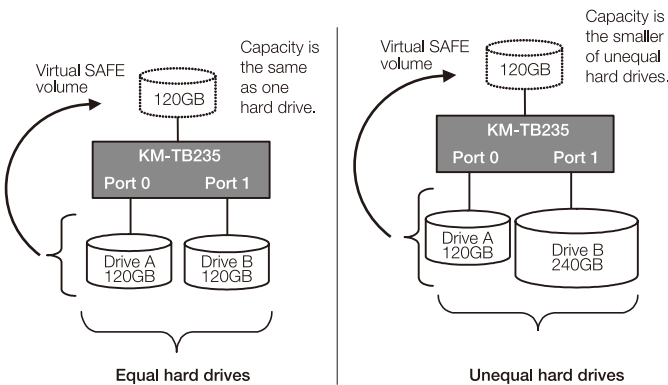 Virtual SAFE
volume
120GB
Capacity is
the same
as one
hard drive.
KM-TB235
Port 0 Port 1
Drive A
120GB
Drive B
120GB
Equal hard drives
Virtual SAFE
volume
120GB
Capacity is
the smaller
of unequal
hard drives.
KM-TB235
Port 0 Port 1
Drive A
120GB
Drive B
240GB
Unequal hard drives